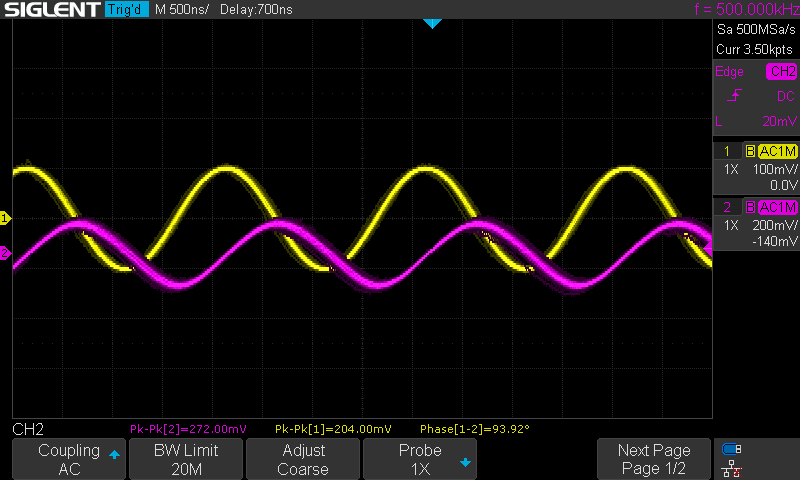 SIGLENT Trig'd M 500ns/ Delay:700ns f = 500.000kHz
Sa 500MSa/s
Curr 3.50kpts
Edge CH2
DC
L 20mV
1 B AC1M
1X 100mV/
0.0V
2 B AC1M
1X 200mV/
-140mV
1
2
CH2 Pk-Pk[2]=272.00mV Pk-Pk[1]=204.00mV Phase[1-2]=93.92°
Coupling
AC
BW Limit
20M
Adjust
Coarse
Probe
1X
Next Page
Page 1/2